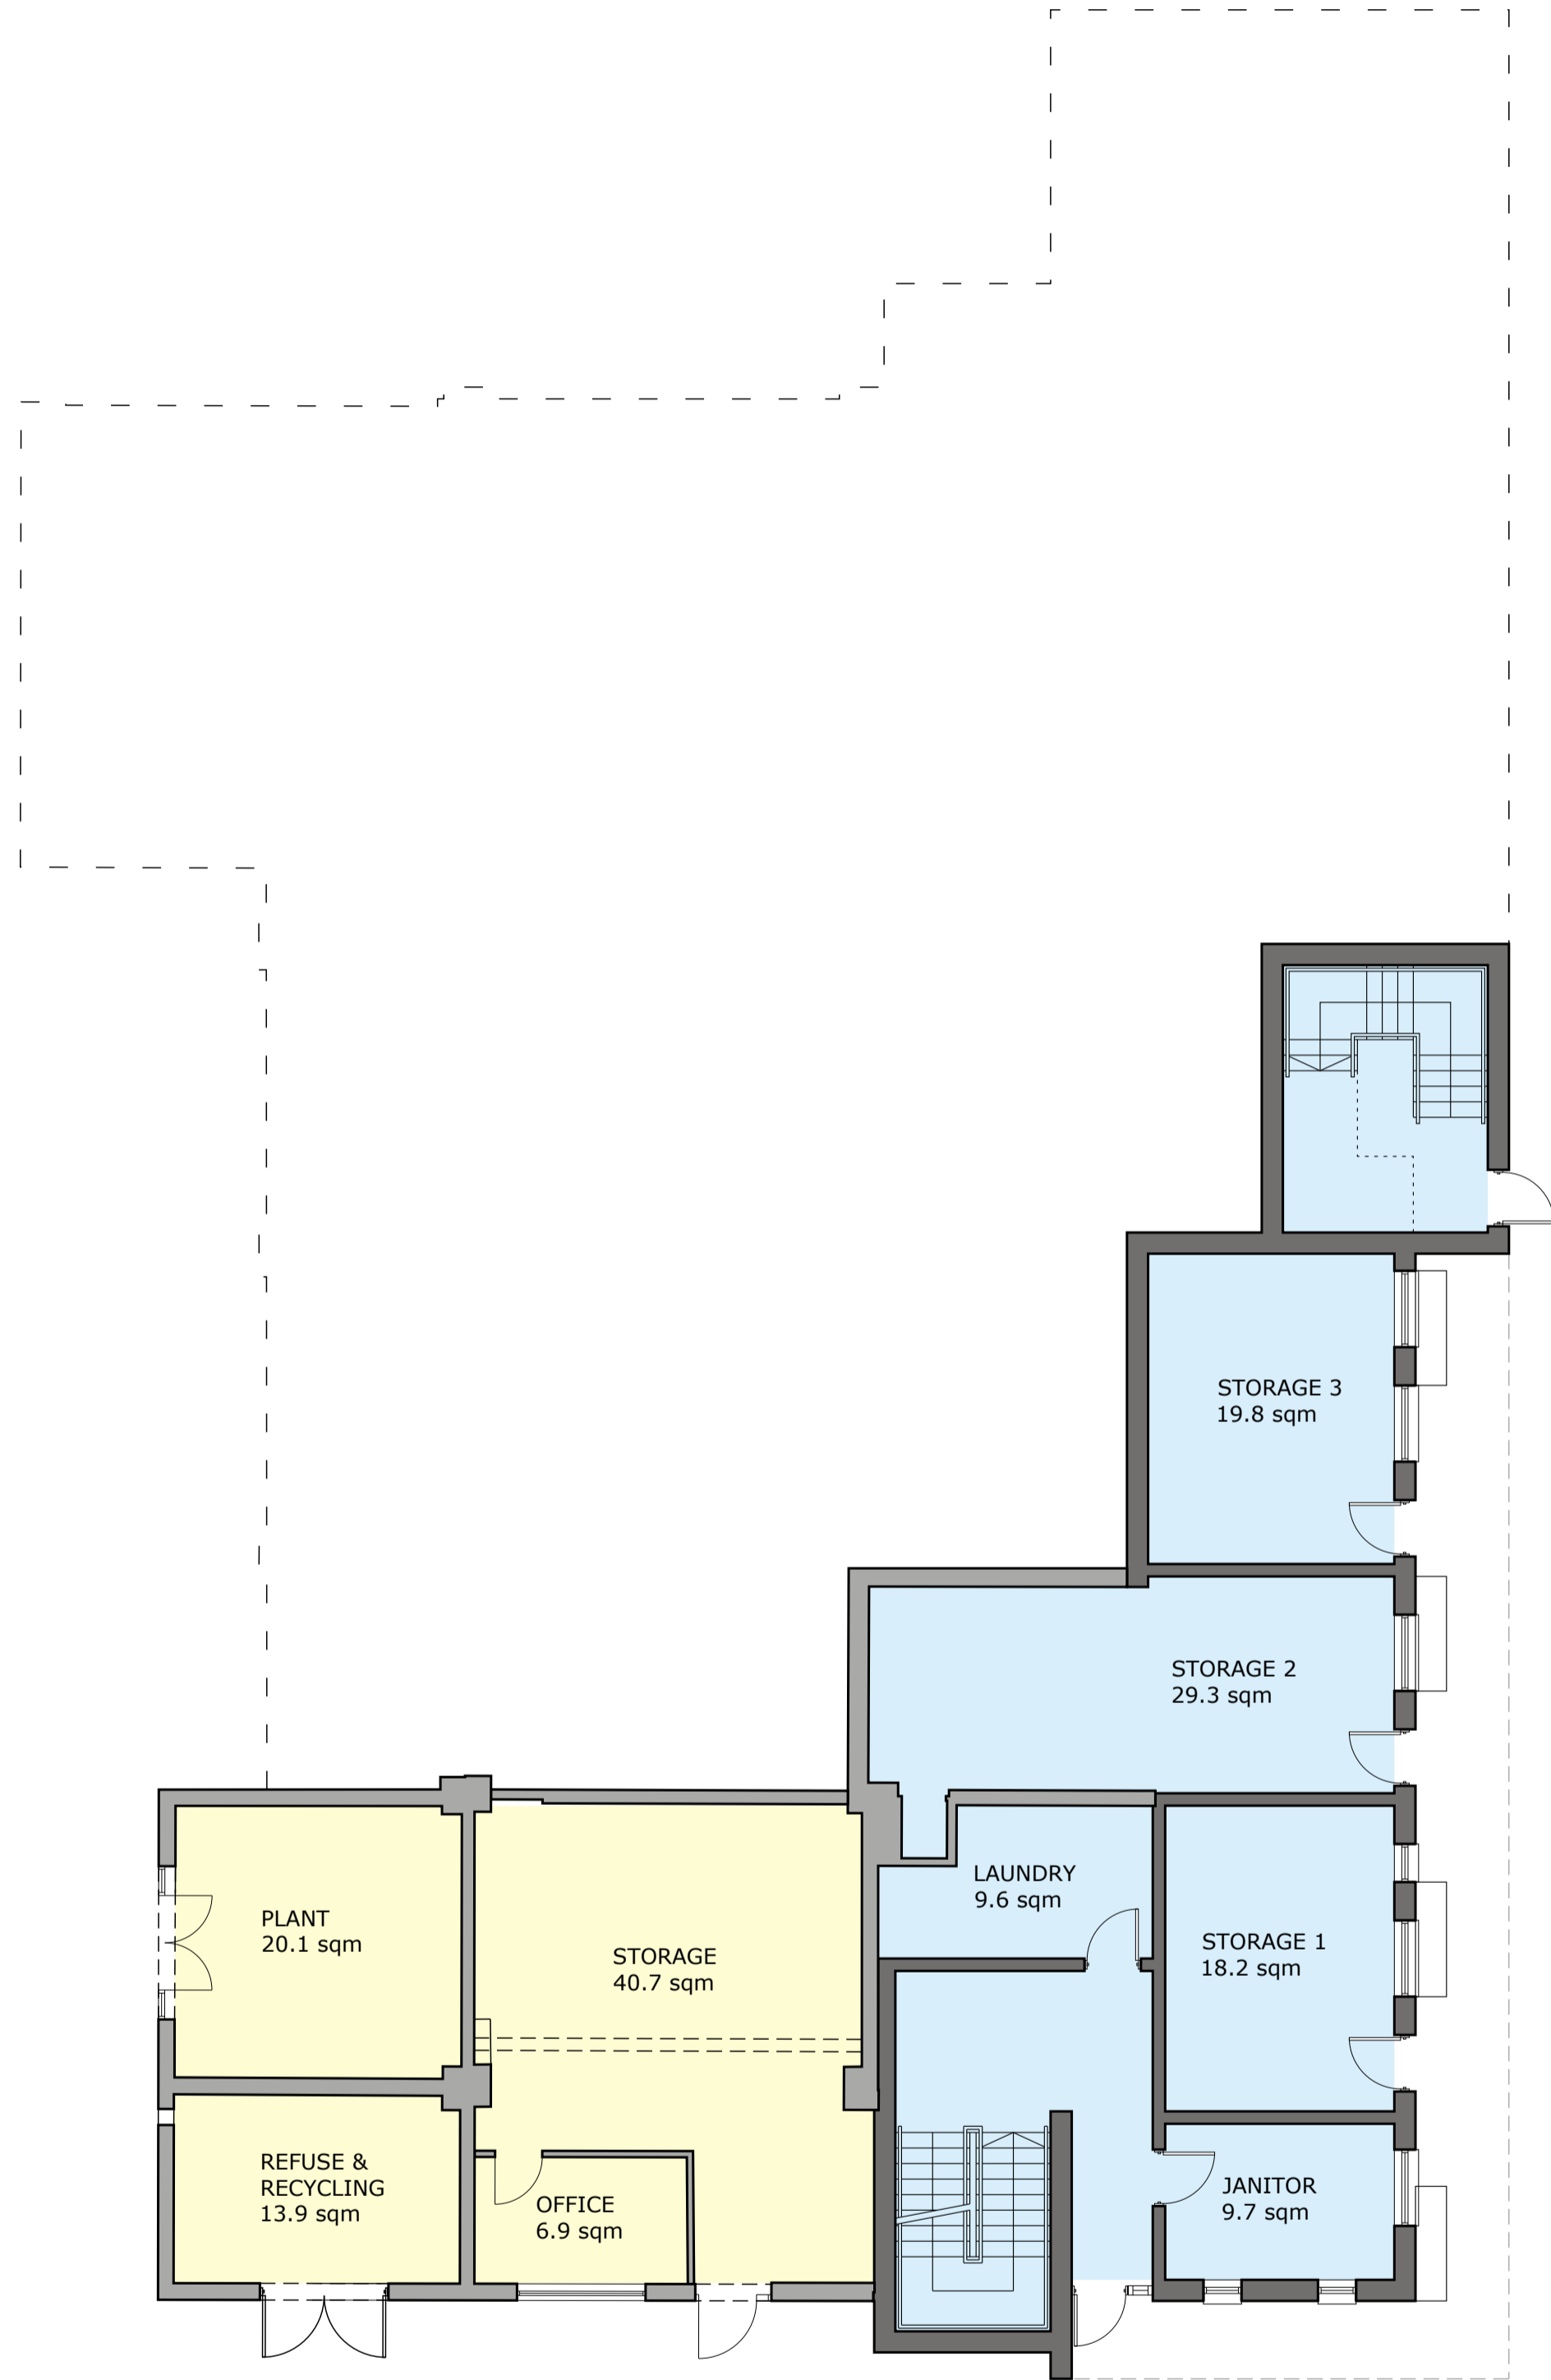 STORAGE 3
19.8 sqm
STORAGE 2
29.3 sqm
LAUNDRY
9.6 sqm
PLANT
20.1 sqm
STORAGE
40.7 sqm
STORAGE 1
18.2 sqm
REFUSE &
RECYCLING
13.9 sqm
OFFICE
6.9 sqm
JANITOR
9.7 sqm